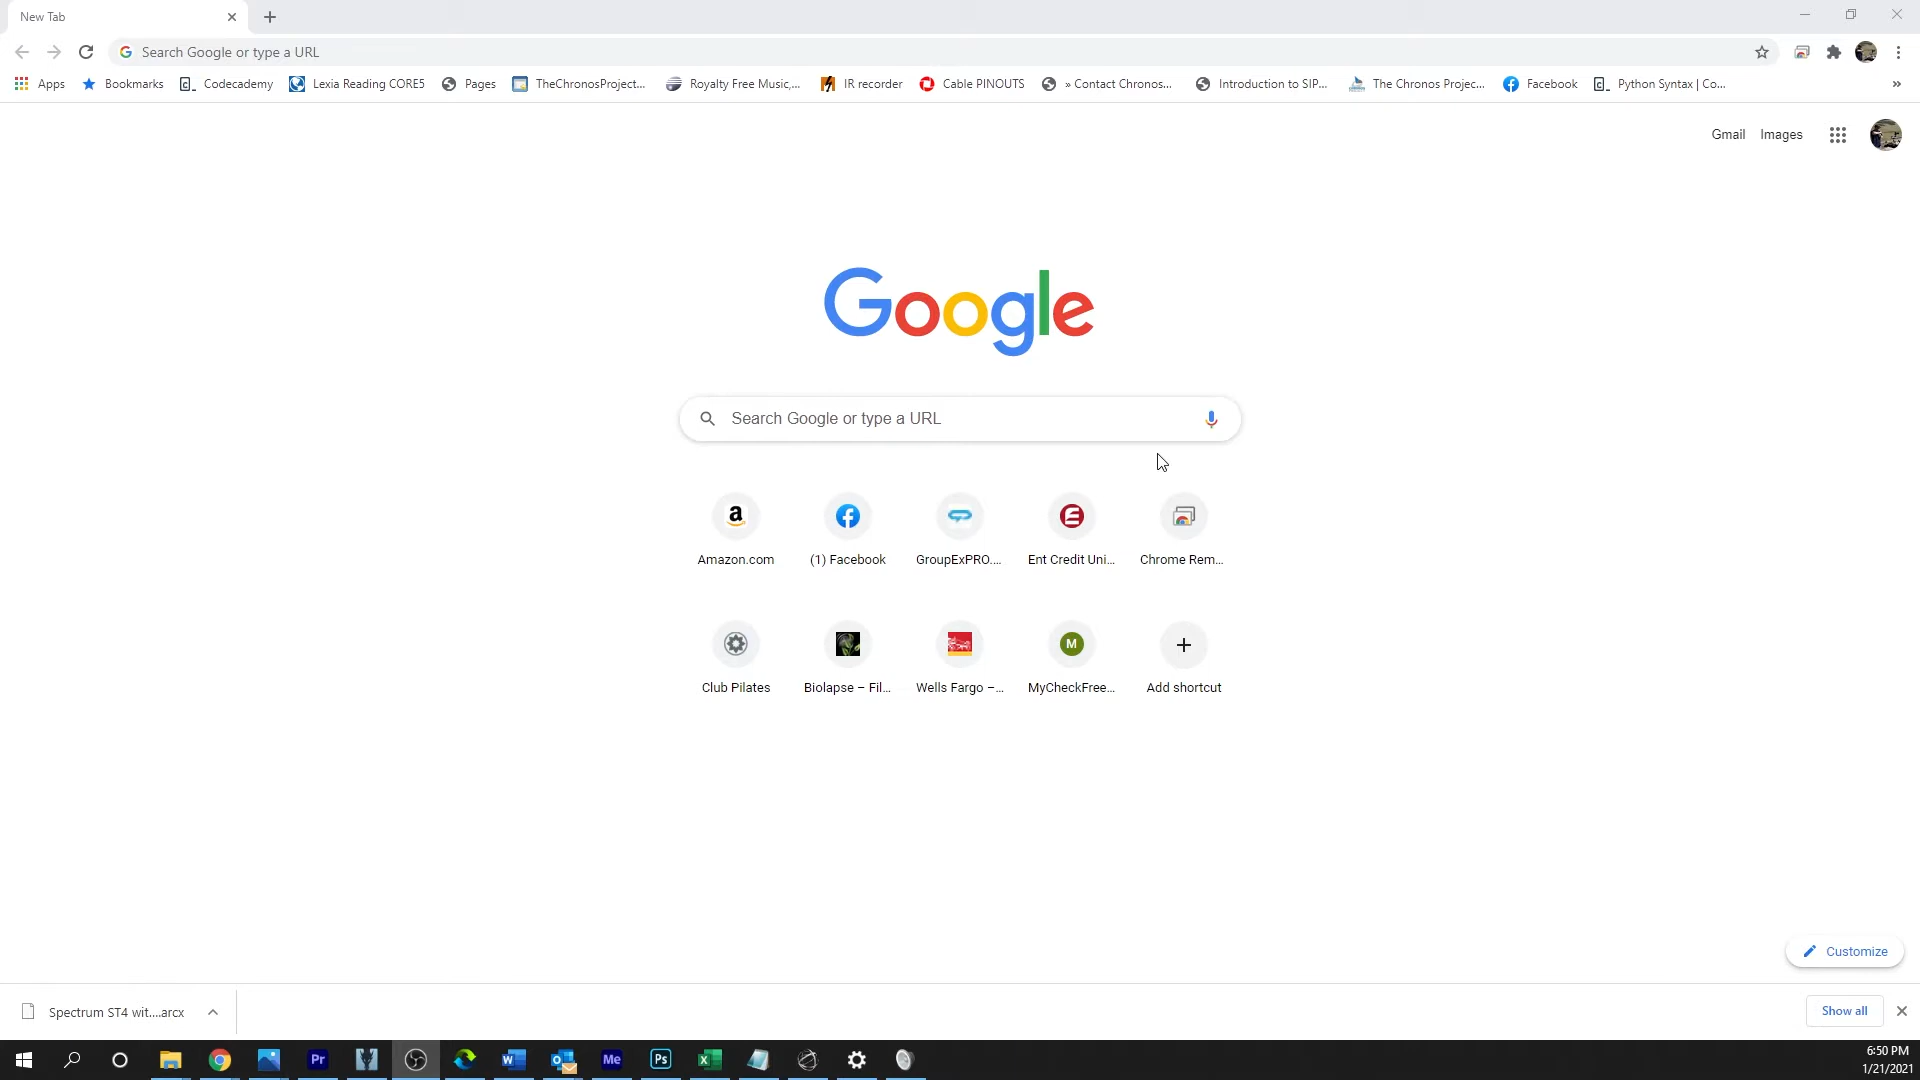 New Tab
Search Google or type a URL
Apps Bookmarks Codecademy Lexia Reading CORE5 Pages TheChronosProject... Royalty Free Music,... IR recorder Cable PINOUTS » Contact Chronos... Introduction to SIP... The Chronos Projec... Facebook Python Syntax | Co... »
Gmail Images
Google
Search Google or type a URL
Amazon.com (1) Facebook GroupExPRO.... Ent Credit Uni... Chrome Rem...
M
Club Pilates Biolapse – Fil... Wells Fargo –... MyCheckFree... Add shortcut
Customize
Spectrum ST4 wit....arcx Show all
Pr Me Ps
6:50 PM
1/21/2021